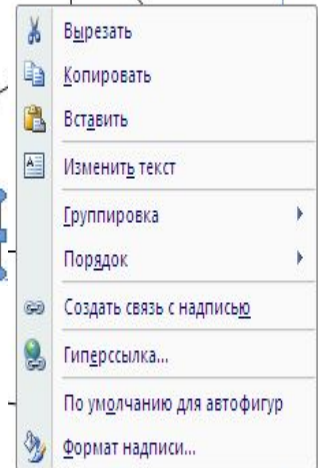 Вырезать
Копировать
Вставить
Изменить текст
Группировка
Порядок
Создать связь с надписью
Гиперссылка...
По умолчанию для автофигур
Формат надписи...